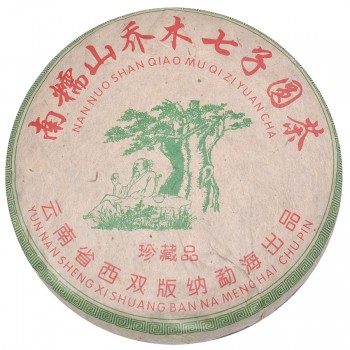 南糯山乔木七子圆茶
NAN NUO SHAN QIAO MU QI ZI YUAN CHA
珍藏品
云南省西双版纳勐海出品
YUN NAN SHENG XI SHUANG BAN NA MENG HAI CHU PIN